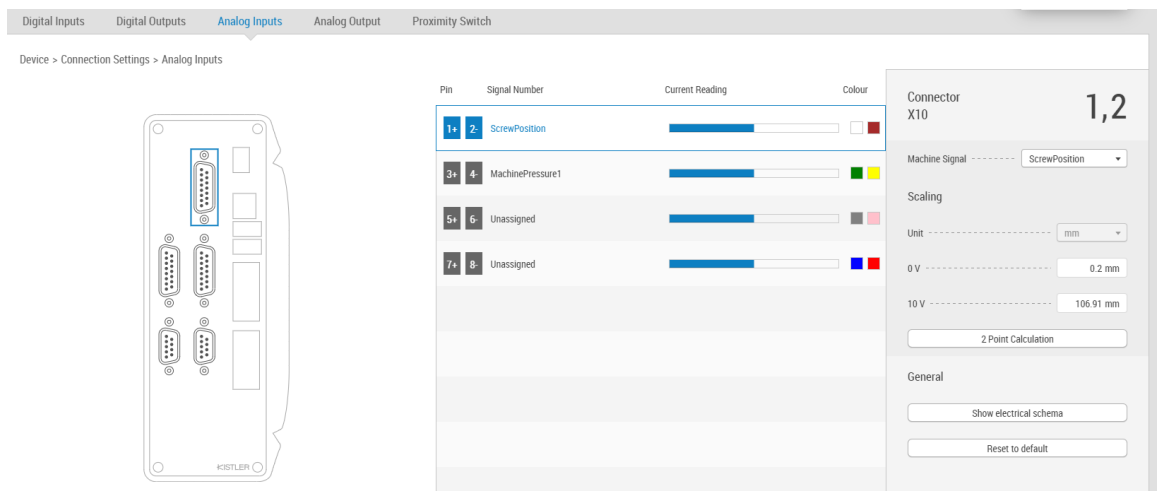 Digital Inputs Digital Outputs Analog Inputs Analog Output Proximity Switch
Device > Connection Settings > Analog Inputs
Pin Signal Number Current Reading Colour
1+ 2- ScrewPosition
3+ 4- MachinePressure1
5+ 6- Unassigned
7+ 8- Unassigned
KISTLER
Connector
X10
1,2
Machine Signal ScrewPosition
Scaling
Unit mm
0 V 0.2 mm
10 V 106.91 mm
2 Point Calculation
General
Show electrical schema
Reset to default